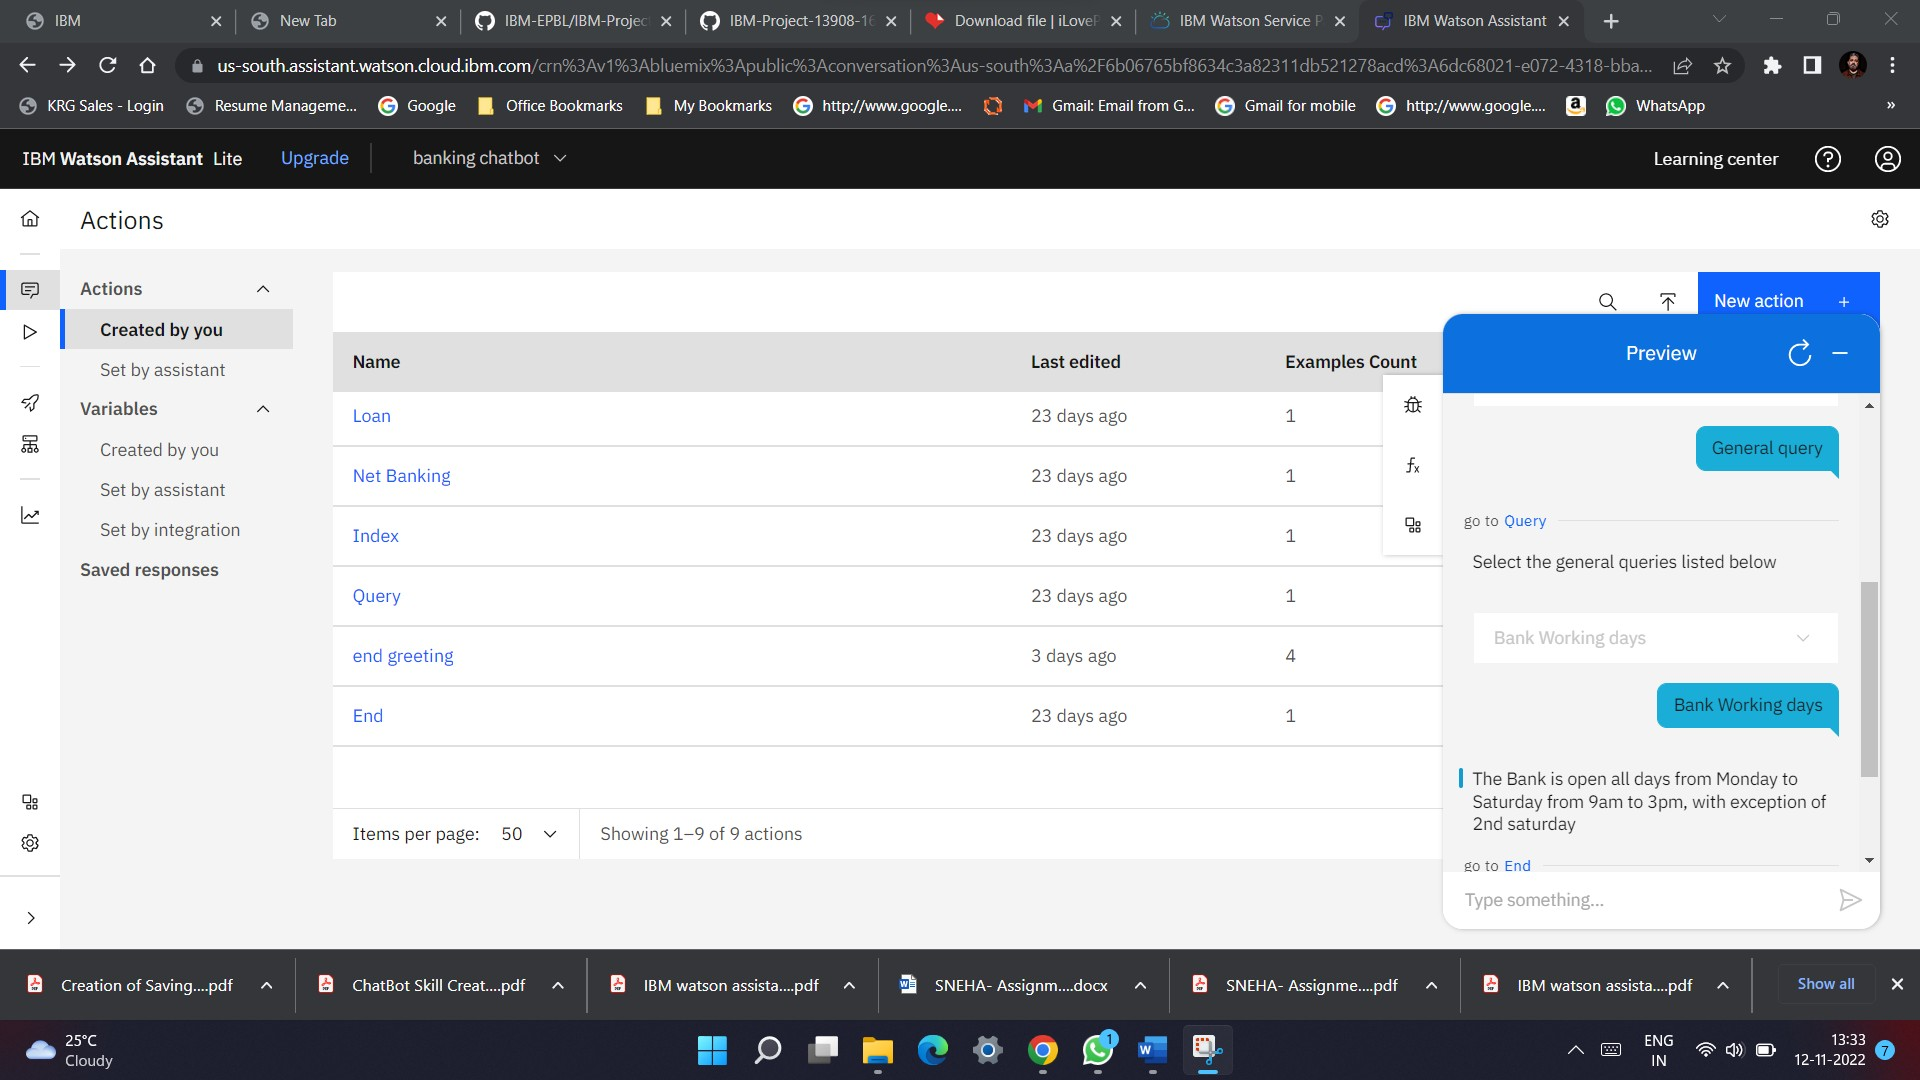 IBM
New Tab
IBM-EPBL/IBM-Projec
IBM-Project-13908-16
Download file | iLoveP
IBM Watson Service P
IBM Watson Assistant
us-south.assistant.watson.cloud.ibm.com/crn%3Av1%3Abluemix%3Apublic%3Aconversation%3Aus-south%3Aa%2F6b06765bf8634c3a82311db521278acd%3A6dc68021-e072-4318-bba...
KRG Sales - Login
Resume Manageme...
Google
Office Bookmarks
My Bookmarks
http://www.google....
Gmail: Email from G...
Gmail for mobile
http://www.google....
WhatsApp
»
IBM Watson Assistant Lite
Upgrade
banking chatbot
Learning center
Actions
Actions
Created by you
Set by assistant
Variables
Created by you
Set by assistant
Set by integration
Saved responses
New action +
Name Last edited Examples Count
Loan 23 days ago 1
Net Banking 23 days ago 1
Index 23 days ago 1
Query 23 days ago 1
end greeting 3 days ago 4
End 23 days ago 1
Items per page: 50
Showing 1–9 of 9 actions
Preview
General query
go to Query
Select the general queries listed below
Bank Working days
Bank Working days
The Bank is open all days from Monday to
Saturday from 9am to 3pm, with exception of
2nd saturday
go to End
Type something...
Creation of Saving....pdf
ChatBot Skill Creat....pdf
IBM watson assista....pdf
SNEHA- Assignm....docx
SNEHA- Assignme....pdf
IBM watson assista....pdf
Show all
25°C
Cloudy
1
ENG
IN
13:33
12-11-2022
7